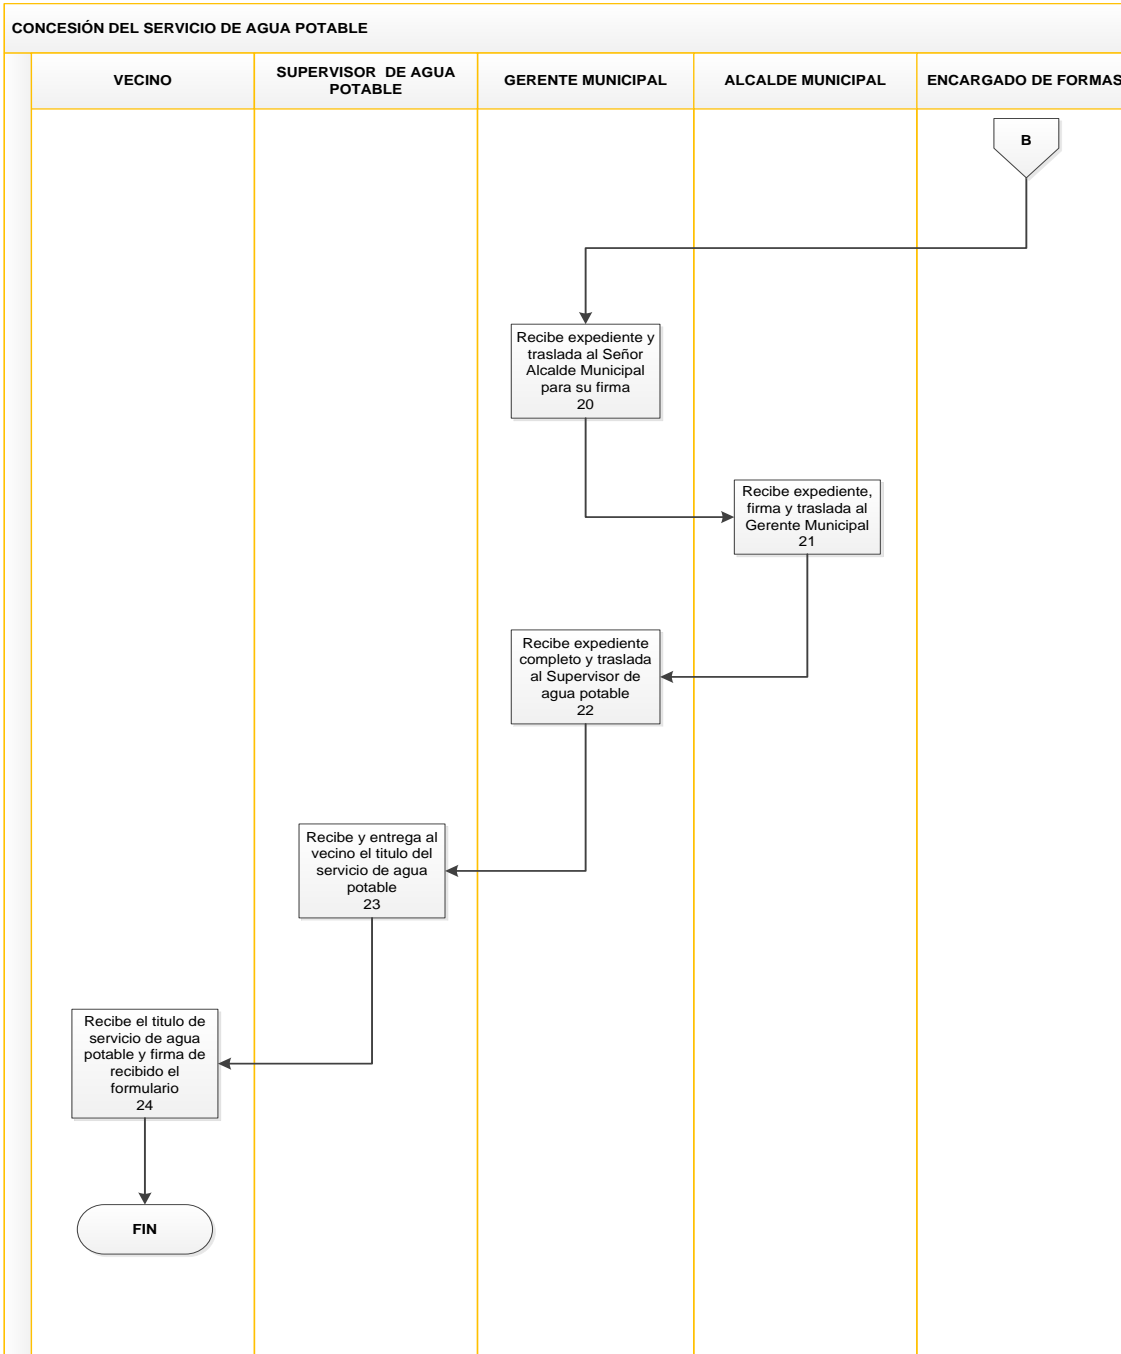 CONCESIÓN DEL SERVICIO DE AGUA POTABLE
VECINO
SUPERVISOR DE AGUA
POTABLE
GERENTE MUNICIPAL
ALCALDE MUNICIPAL
ENCARGADO DE FORMAS
B
Recibe expediente y
traslada al Señor
Alcalde Municipal
para su firma
20
Recibe expediente,
firma y traslada al
Gerente Municipal
21
Recibe expediente
completo y traslada
al Supervisor de
agua potable
22
Recibe y entrega al
vecino el titulo del
servicio de agua
potable
23
Recibe el titulo de
servicio de agua
potable y firma de
recibido el
formulario
24
FIN